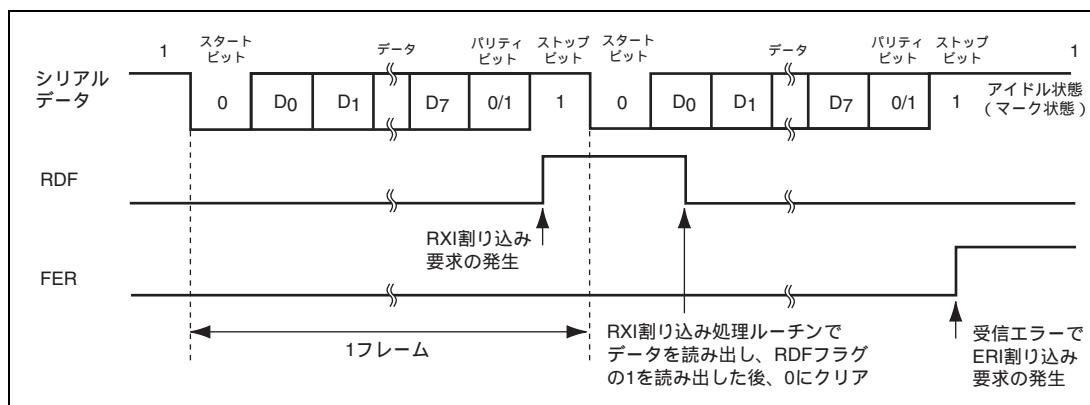 1
スタート
ビット
データ
パリティ
ビット
ストップ
ビット
スタート
ビット
データ
パリティ
ビット
ストップ
ビット
1
シリアル
データ
0 D0 D1 D7 0/1 1 0 D0 D1 D7 0/1 1
アイドル状態
(マーク状態)
RDF
RXI割り込み
要求の発生
FER
1フレーム
RXI割り込み処理ルーチンで
データを読み出し、RDFフラグ
の1を読み出した後、0にクリア
受信エラーで
ERI割り込み
要求の発生